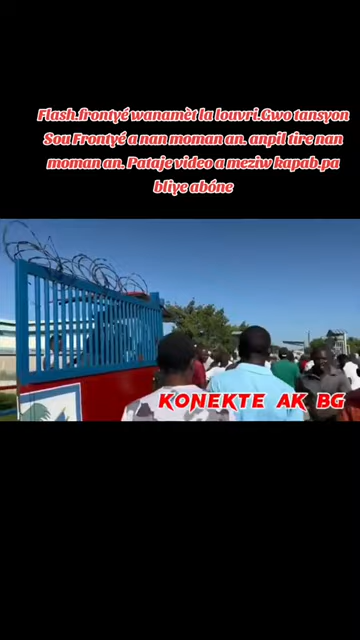 Flash.frontyé wanamèt la louvri.Gwo tansyon
Sou Frontyé a nan moman an. anpil tire nan
moman an. Pataje video a meziw kapab.pa
bliye abóne
KONEKTE AK BG